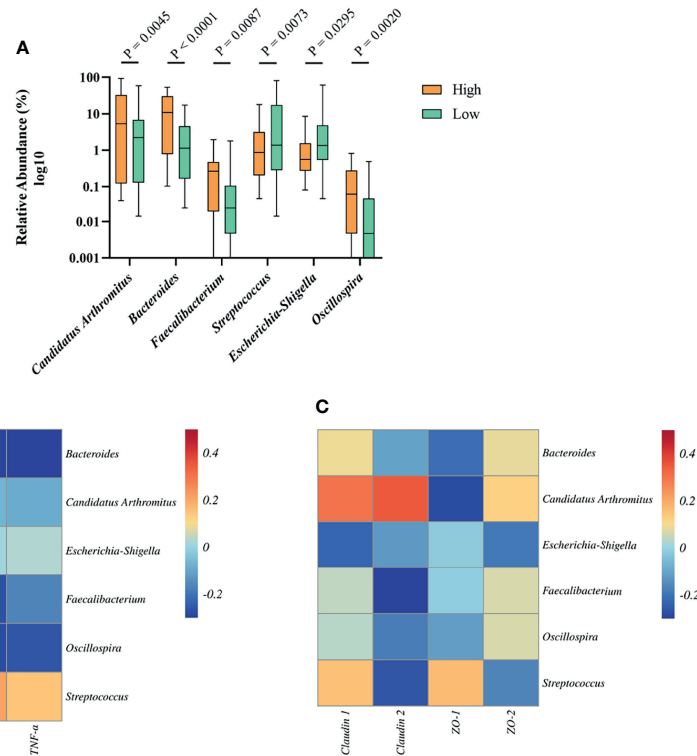 A
P = 0.0045
P < 0.0001
P = 0.0087
P = 0.0073
P = 0.0295
P = 0.0020
Relative Abundance (%)
log10
100
10
1
0.1
0.01
0.001
High
Low
Candidatus Arthromitus
Bacteroides
Faecalibacterium
Streptococcus
Escherichia-Shigella
Oscillospira
Bacteroides
Candidatus Arthromitus
Escherichia-Shigella
Faecalibacterium
Oscillospira
Streptococcus
TNF-α
0.4
0.2
0
-0.2
C
Bacteroides
Candidatus Arthromitus
Escherichia-Shigella
Faecalibacterium
Oscillospira
Streptococcus
Claudin 1
Claudin 2
ZO-1
ZO-2
0.4
0.2
0
-0.2